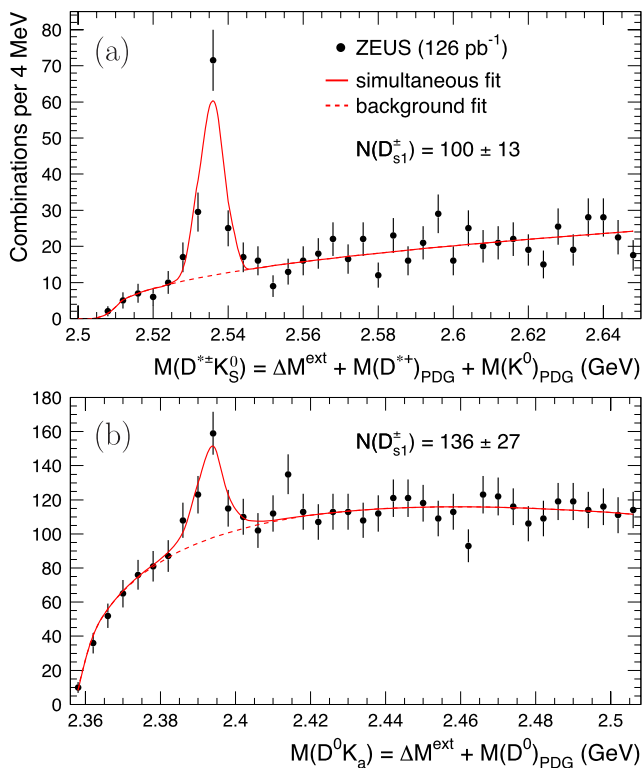 Combinations per 4 MeV
(a)
ZEUS (126 pb⁻¹)
simultaneous fit
background fit
N(D±s1) = 100 ± 13
80
70
60
50
40
30
20
10
0
2.5 2.52 2.54 2.56 2.58 2.6 2.62 2.64
M(D*±K0S) = ΔMext + M(D*+)PDG + M(K0)PDG (GeV)
(b)
N(D±s1) = 136 ± 27
180
160
140
120
100
80
60
40
20
0
2.36 2.38 2.4 2.42 2.44 2.46 2.48 2.5
M(D0Ka) = ΔMext + M(D0)PDG (GeV)